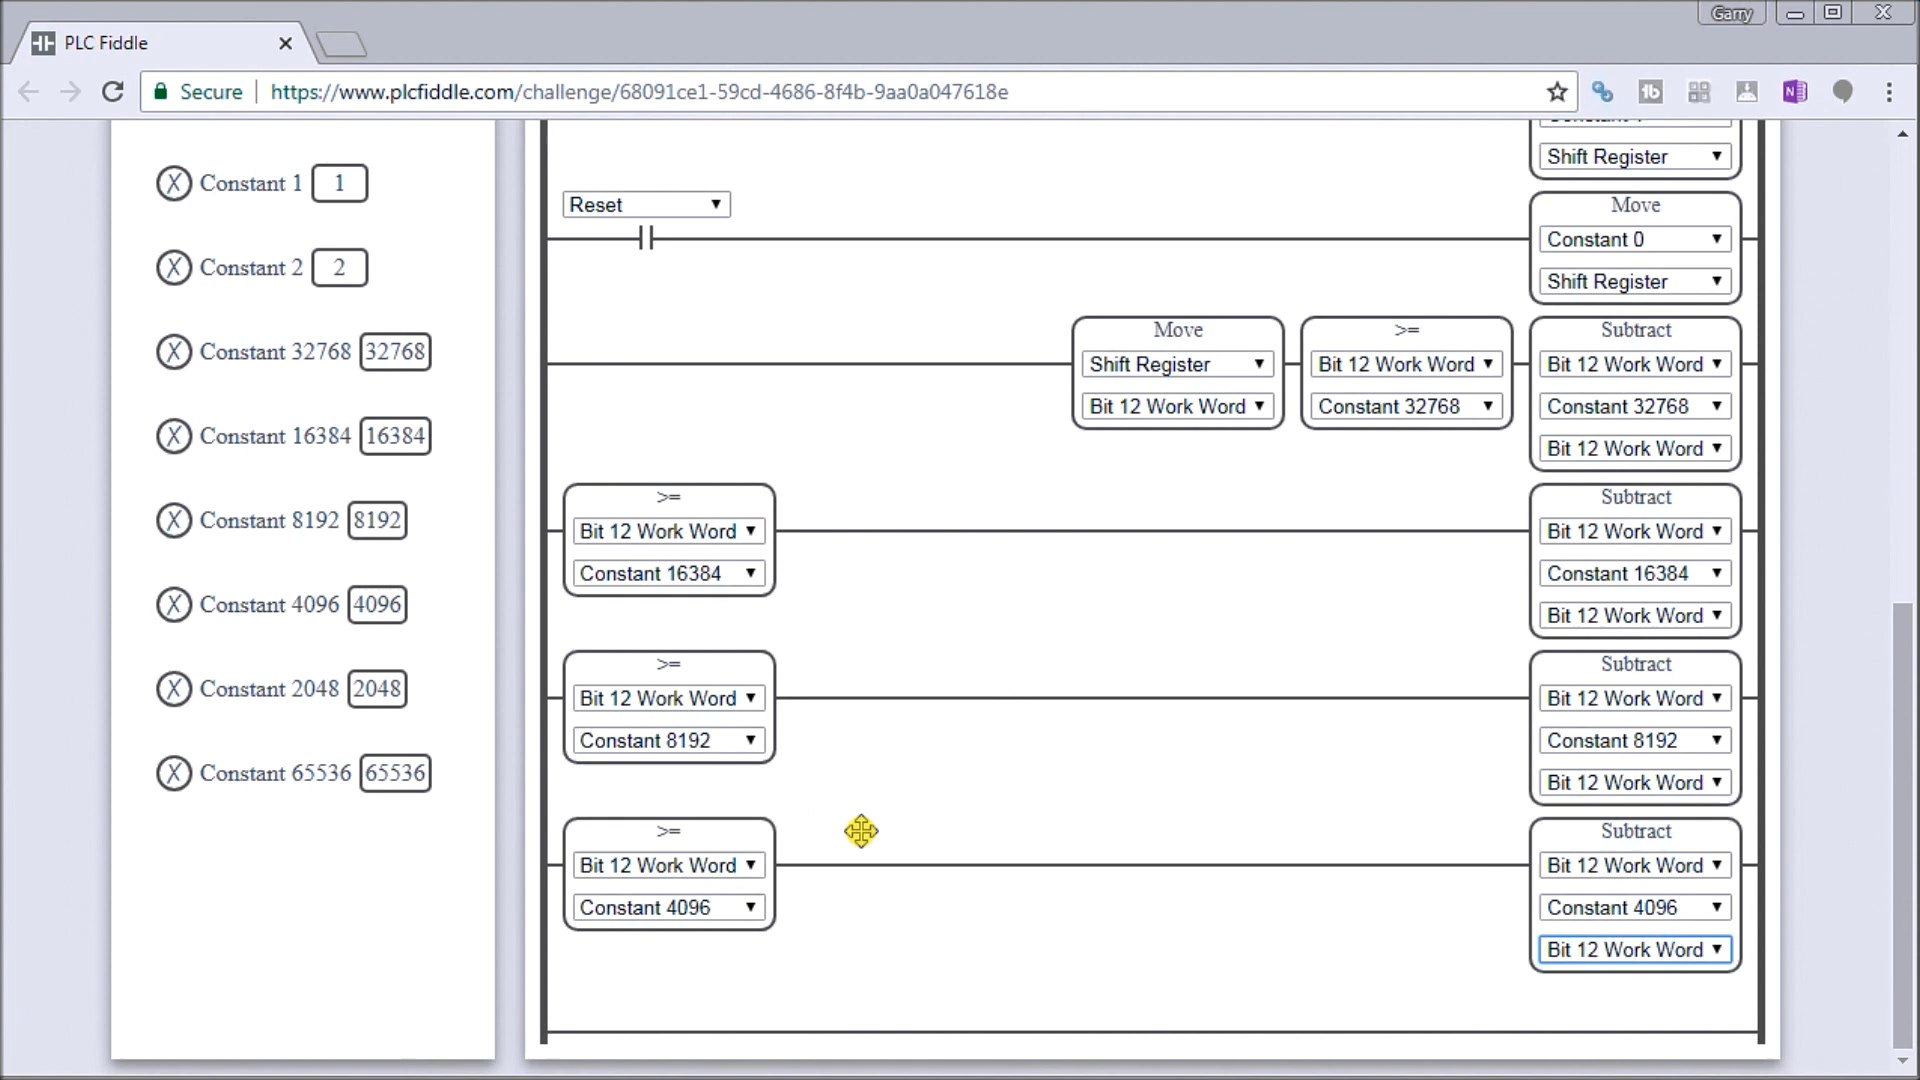 Garry
PLC Fiddle
Secure https://www.plcfiddle.com/challenge/68091ce1-59cd-4686-8f4b-9aa0a047618e
Constant 1 1
Constant 2 2
Constant 32768 32768
Constant 16384 16384
Constant 8192 8192
Constant 4096 4096
Constant 2048 2048
Constant 65536 65536
Shift Register
Reset
Move
Constant 0
Shift Register
Move
Shift Register
Bit 12 Work Word
>=
Bit 12 Work Word
Constant 32768
Subtract
Bit 12 Work Word
Constant 32768
Bit 12 Work Word
>=
Bit 12 Work Word
Constant 16384
Subtract
Bit 12 Work Word
Constant 16384
Bit 12 Work Word
>=
Bit 12 Work Word
Constant 8192
Subtract
Bit 12 Work Word
Constant 8192
Bit 12 Work Word
>=
Bit 12 Work Word
Constant 4096
Subtract
Bit 12 Work Word
Constant 4096
Bit 12 Work Word